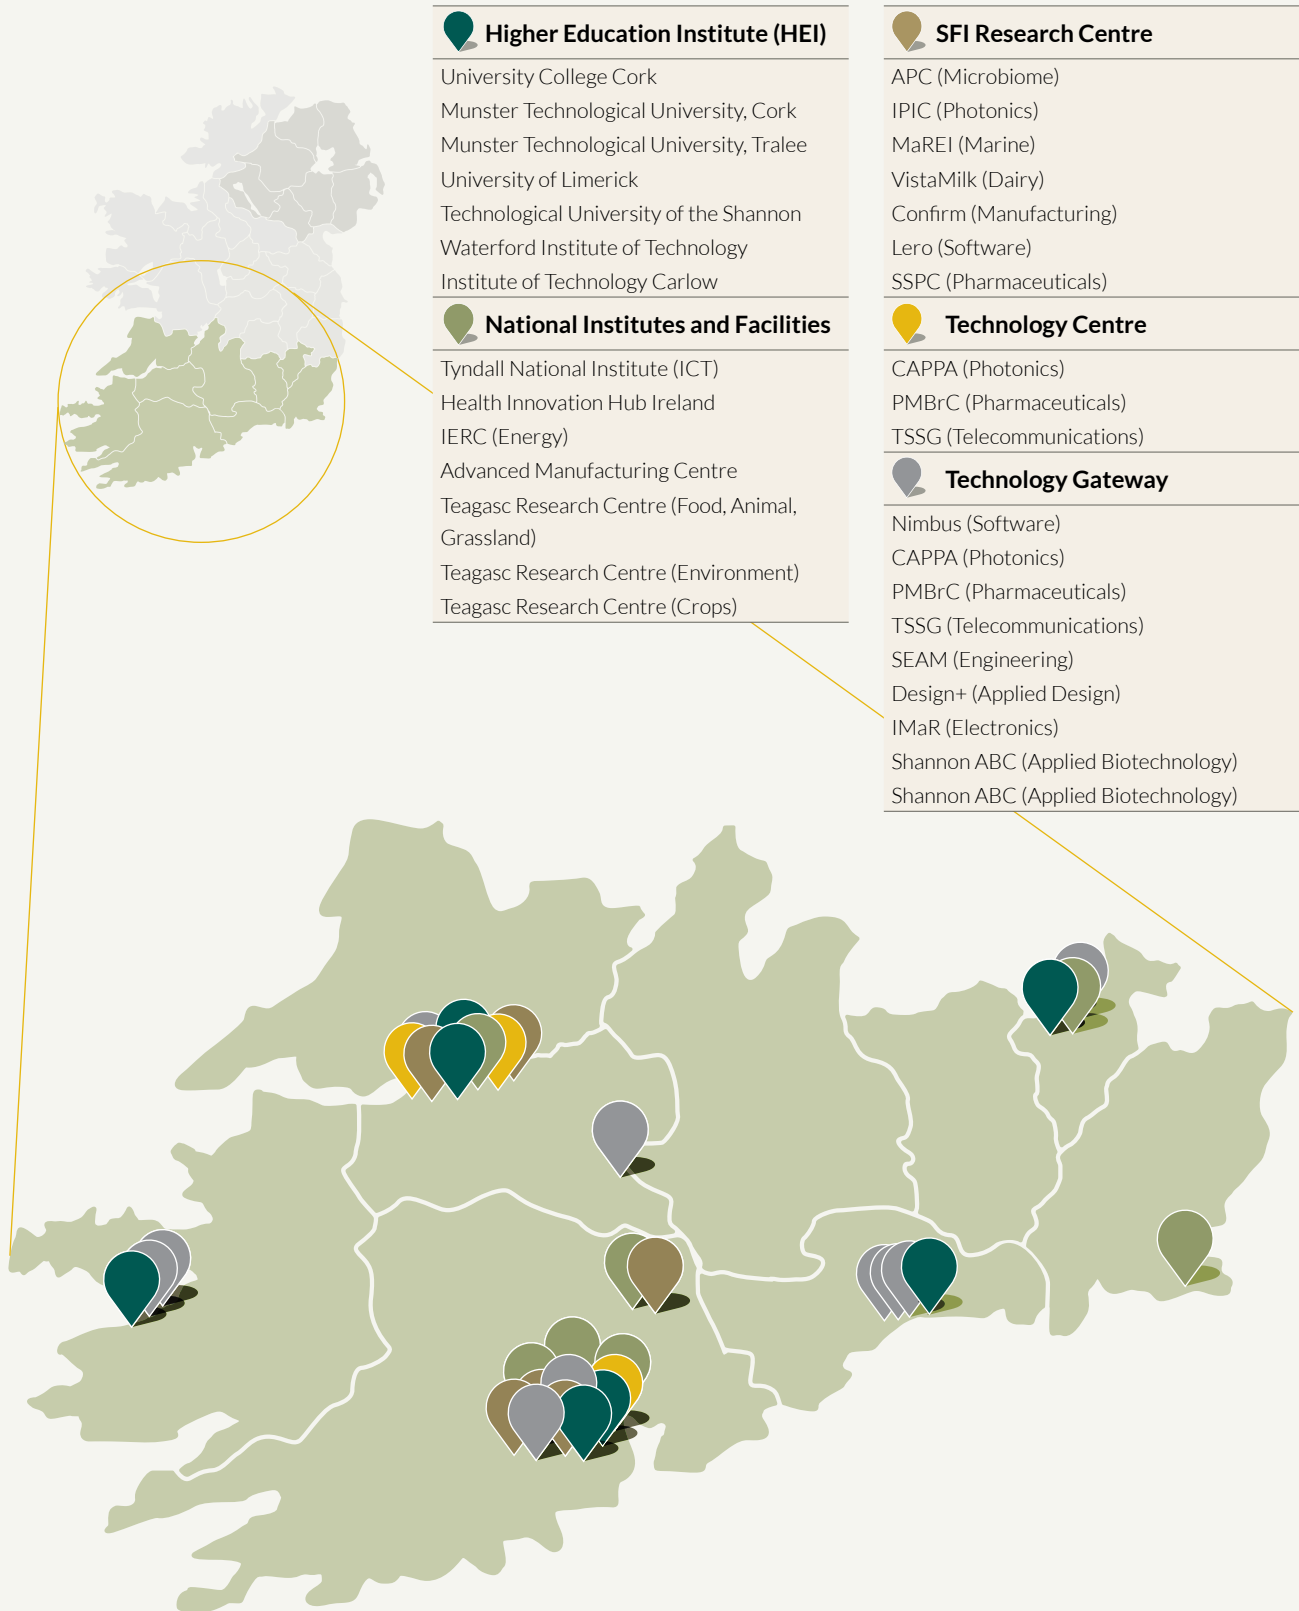 Higher Education Institute (HEI)
University College Cork
Munster Technological University, Cork
Munster Technological University, Tralee
University of Limerick
Technological University of the Shannon
Waterford Institute of Technology
Institute of Technology Carlow
National Institutes and Facilities
Tyndall National Institute (ICT)
Health Innovation Hub Ireland
IERC (Energy)
Advanced Manufacturing Centre
Teagasc Research Centre (Food, Animal,
Grassland)
Teagasc Research Centre (Environment)
Teagasc Research Centre (Crops)
SFI Research Centre
APC (Microbiome)
IPIC (Photonics)
MaREI (Marine)
VistaMilk (Dairy)
Confirm (Manufacturing)
Lero (Software)
SSPC (Pharmaceuticals)
Technology Centre
CAPPA (Photonics)
PMBrC (Pharmaceuticals)
TSSG (Telecommunications)
Technology Gateway
Nimbus (Software)
CAPPA (Photonics)
PMBrC (Pharmaceuticals)
TSSG (Telecommunications)
SEAM (Engineering)
Design+ (Applied Design)
IMaR (Electronics)
Shannon ABC (Applied Biotechnology)
Shannon ABC (Applied Biotechnology)